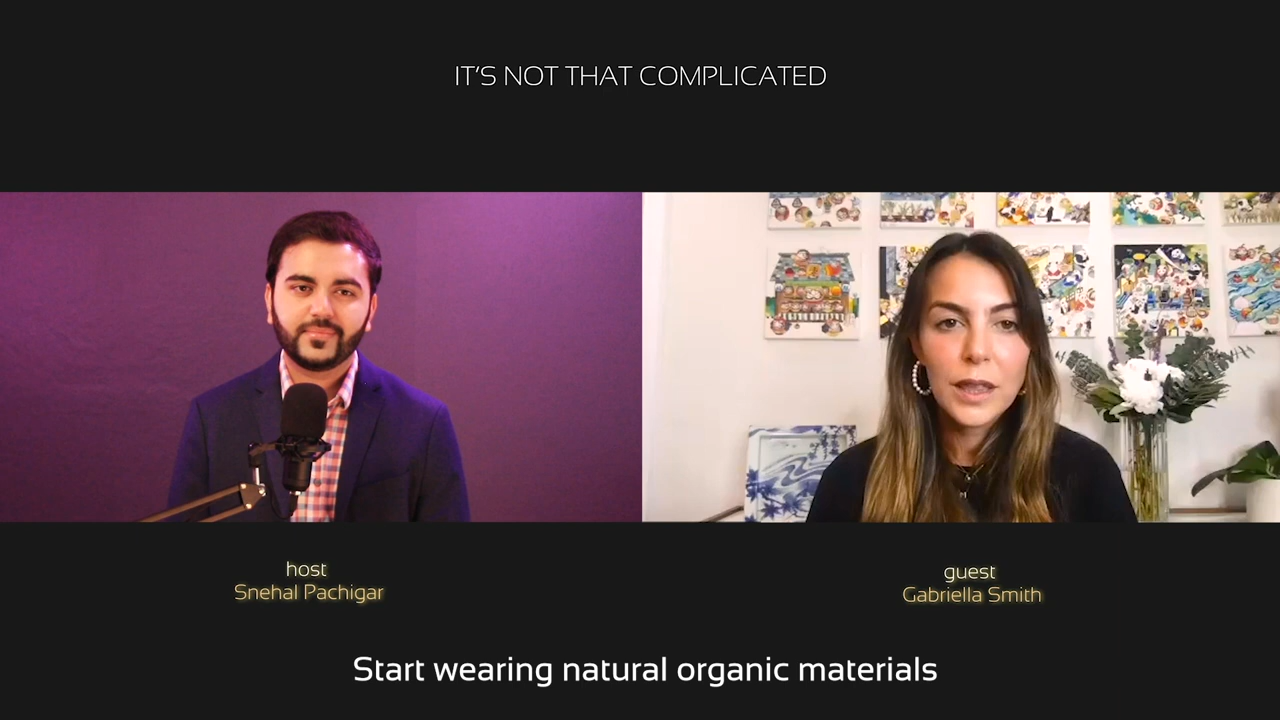 IT'S NOT THAT COMPLICATED
host
Snehal Pachigar
guest
Gabriella Smith
Start wearing natural organic materials